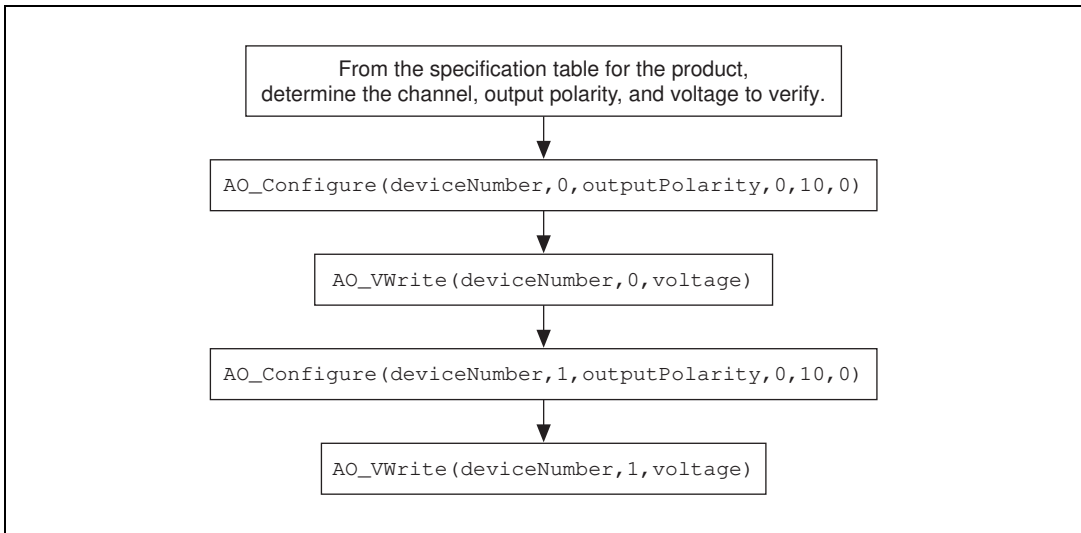 From the specification table for the product,
determine the channel, output polarity, and voltage to verify.
AO_Configure(deviceNumber,0,outputPolarity,0,10,0)
AO_VWrite(deviceNumber,0,voltage)
AO_Configure(deviceNumber,1,outputPolarity,0,10,0)
AO_VWrite(deviceNumber,1,voltage)